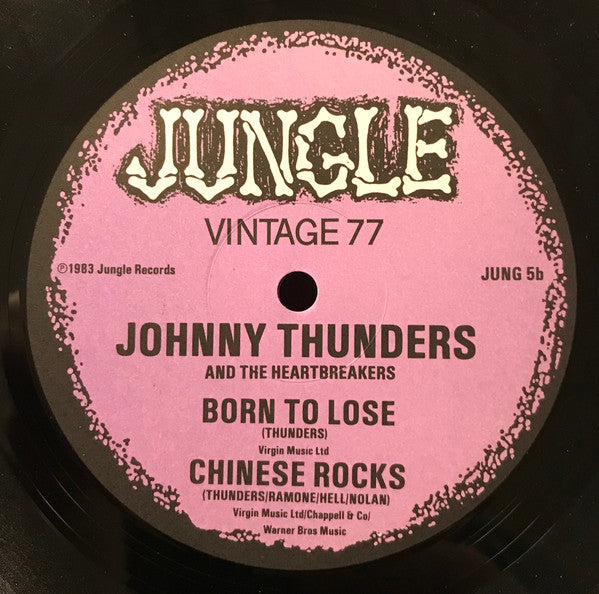 JUNGLE
VINTAGE 77
℗1983 Jungle Records
JUNG 5b
JOHNNY THUNDERS
AND THE HEARTBREAKERS
BORN TO LOSE
(THUNDERS)
Virgin Music Ltd
CHINESE ROCKS
(THUNDERS/RAMONE/HELL/NOLAN)
Virgin Music Ltd/Chappell & Co/
Warner Bros Music